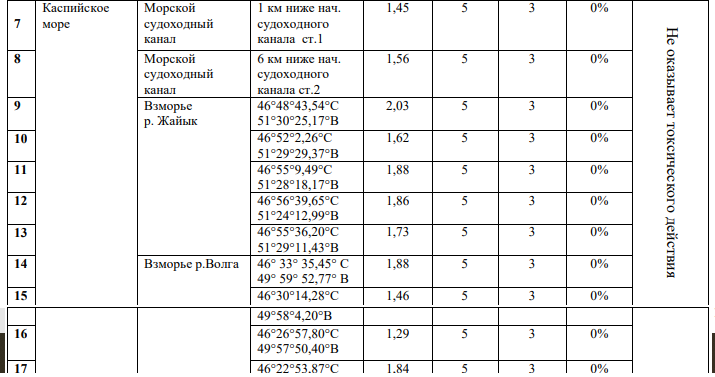 7 Каспийское море Морской судоходный канал 1 км ниже нач. судоходного канала ст.1 1,45 5 3 0%
Не оказывает токсического действия
8 Морской судоходный канал 6 км ниже нач. судоходного канала ст.2 1,56 5 3 0%
9 Взморье р. Жайык 46°48°43,54°С 51°30°25,17°В 2,03 5 3 0%
10 46°52°2,26°С 51°29°29,37°В 1,62 5 3 0%
11 46°55°9,49°С 51°28°18,17°В 1,88 5 3 0%
12 46°56°39,65°С 51°24°12,99°В 1,86 5 3 0%
13 46°55°36,20°С 51°29°11,43°В 1,73 5 3 0%
14 Взморье р.Волга 46° 33° 35,45° С 49° 59° 52,77° В 1,88 5 3 0%
15 46°30°14,28°С 1,46 5 3 0%
49°58°4,20°В
16 46°26°57,80°С 49°57°50,40°В 1,29 5 3 0%
17 46°22°53,87°С 1,84 5 3 0%